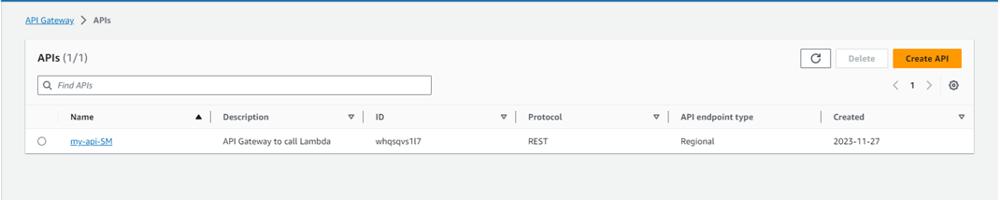 API Gateway > APIs
APIs (1/1)
Delete
Create API
Find APIs
1
Name Description ID Protocol API endpoint type Created
my-api-SM API Gateway to call Lambda whqsqvs1l7 REST Regional 2023-11-27